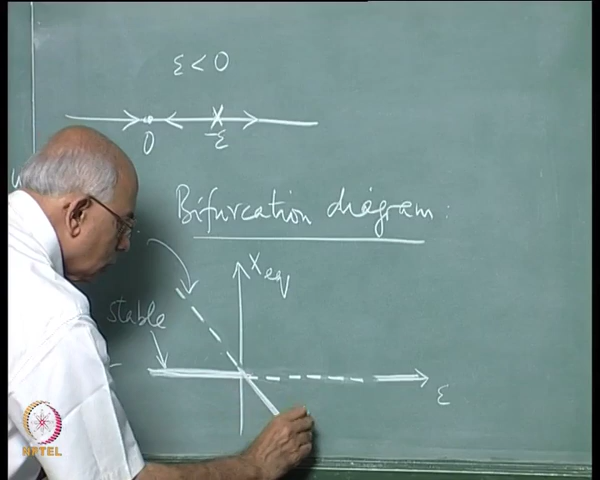 ε < 0
0
-ε
Bifurcation diagram:
x eq
stable
ε
NPTEL